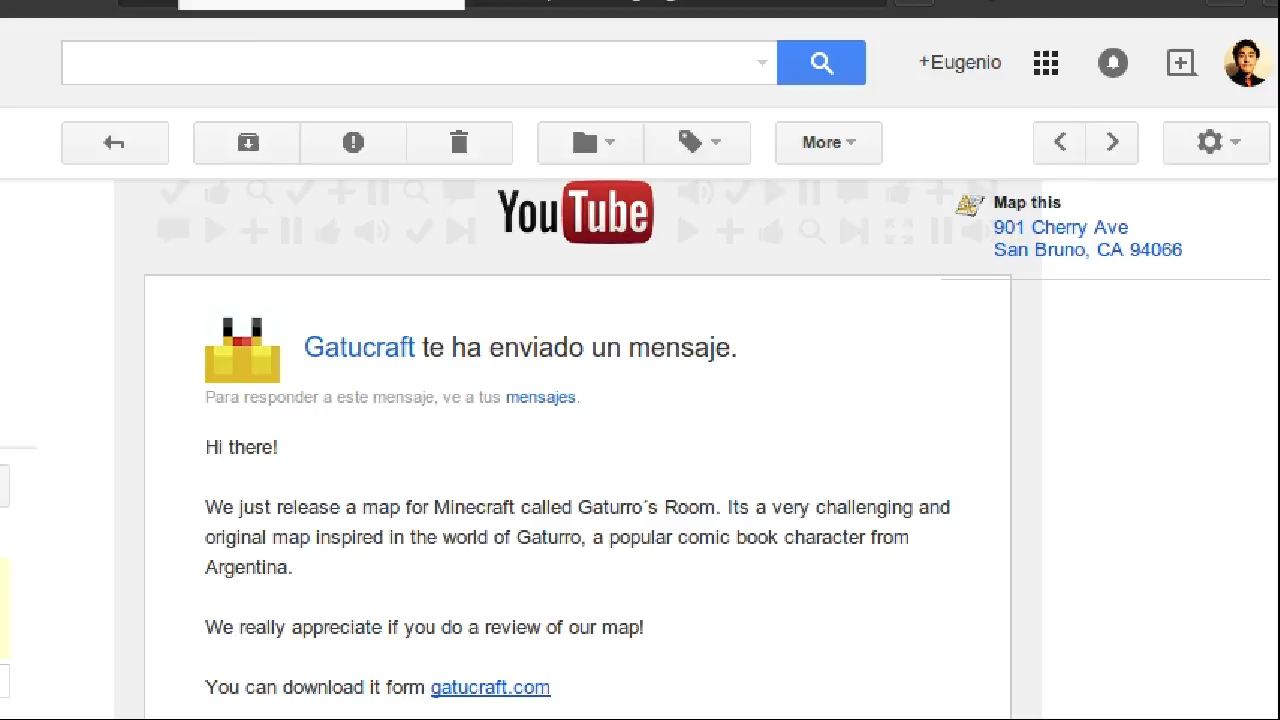 +Eugenio
More
YouTube
Map this
901 Cherry Ave
San Bruno, CA 94066
Gatucraft te ha enviado un mensaje.
Para responder a este mensaje, ve a tus mensajes.
Hi there!
We just release a map for Minecraft called Gaturro´s Room. Its a very challenging and
original map inspired in the world of Gaturro, a popular comic book character from
Argentina.
We really appreciate if you do a review of our map!
You can download it form gatucraft.com